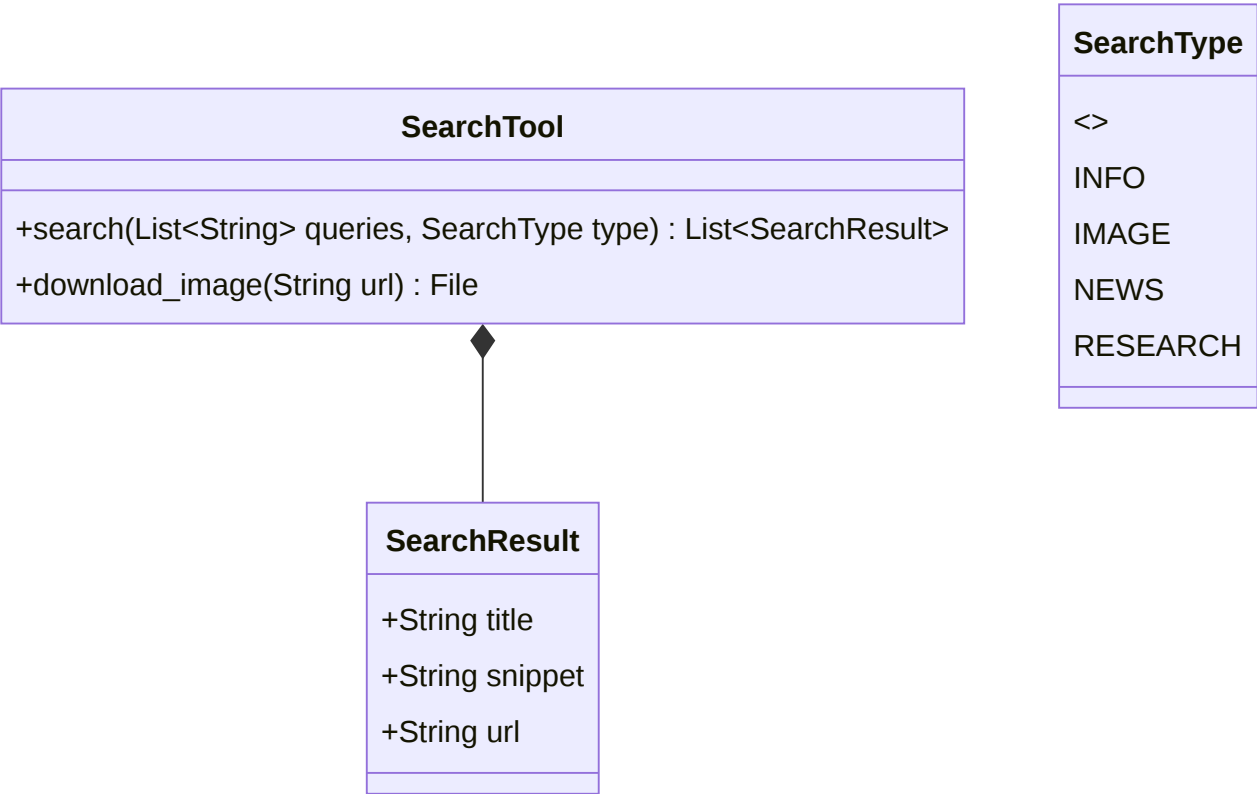 SearchTool
+search(List<String> queries, SearchType type) : List<SearchResult>
+download_image(String url) : File
SearchType
<>
INFO
IMAGE
NEWS
RESEARCH
SearchResult
+String title
+String snippet
+String url